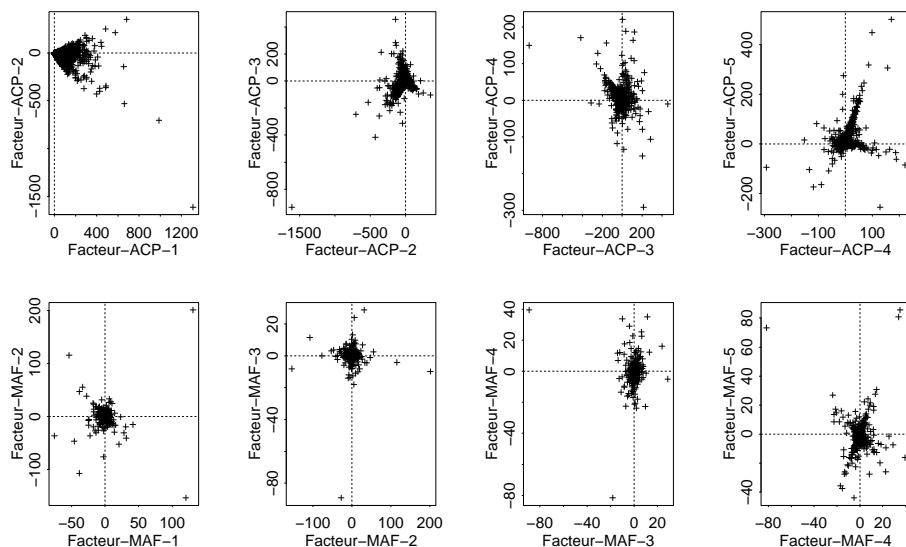 Facteur−ACP−2
0
−500
−1500
0 400 800 1200
Facteur−ACP−1
Facteur−ACP−3
400
0
−400
−800
−1500 −500 0
Facteur−ACP−2
Facteur−ACP−4
200
100
0
−100
−300
−800 −400 0 200
Facteur−ACP−3
Facteur−ACP−5
400
200
0
−200
−300 −100 0 100
Facteur−ACP−4
Facteur−MAF−2
200
100
0
−100
−50 0 50 100
Facteur−MAF−1
Facteur−MAF−3
20
0
−40
−80
−100 0 100 200
Facteur−MAF−2
Facteur−MAF−4
40
20
0
−40
−80
−80 −40 0 20
Facteur−MAF−3
Facteur−MAF−5
80
60
40
20
0
−40
−80 −40 0 20
Facteur−MAF−4